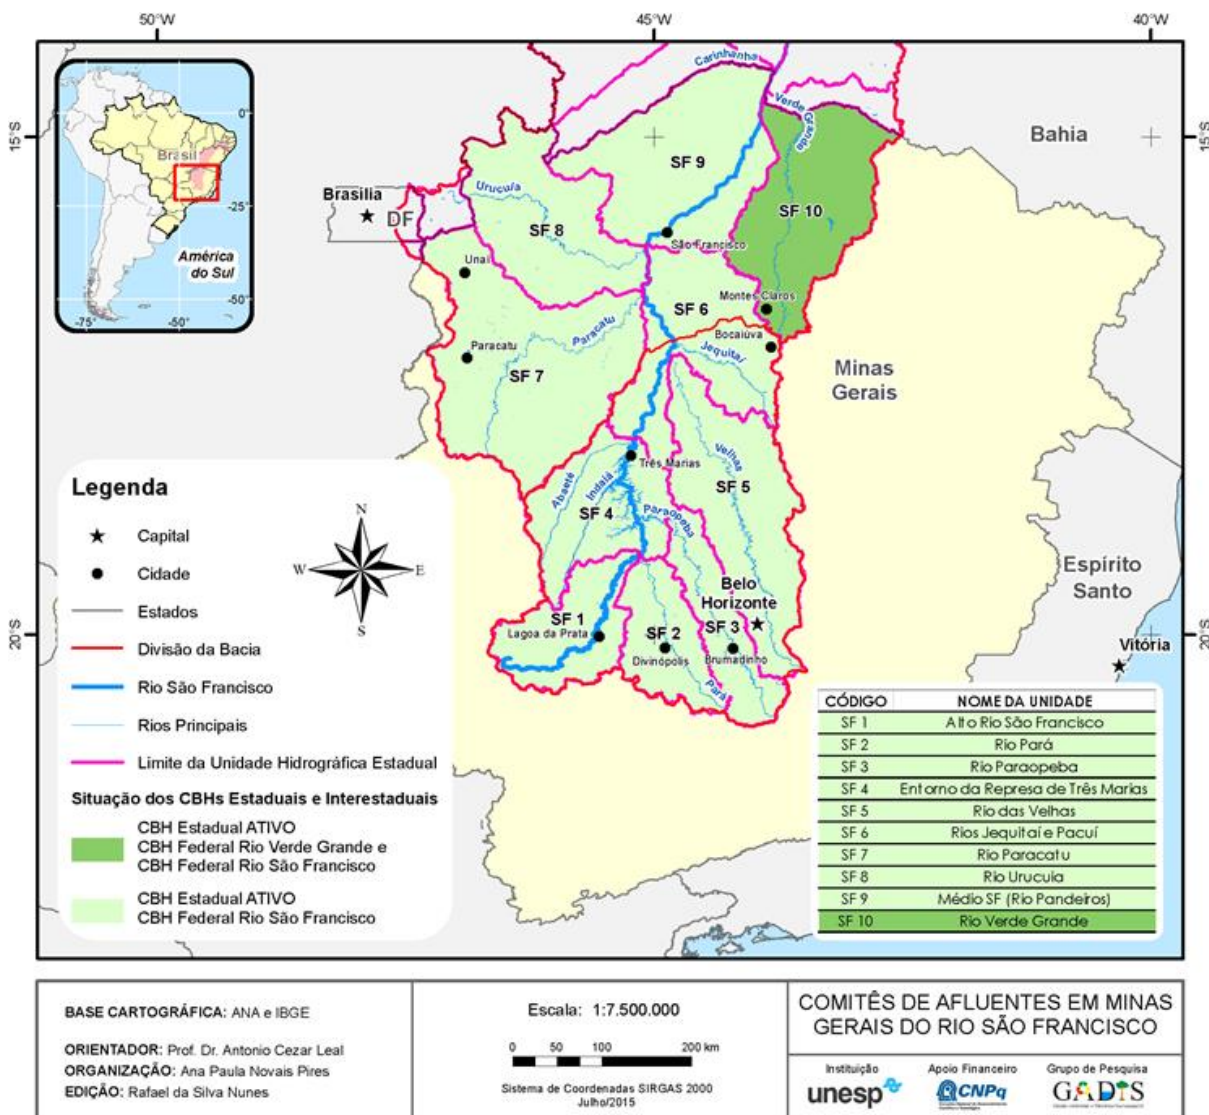 50°W
45°W
40°W
15°S
20°S
15°S
20°S
0°
-25°
-50°
-75°
-50°
Brasil
América
do Sul
Carinhanha
Verde Grande
Bahia
SF 9
SF 10
Brasília
DF
Urucuia
SF 8
São Francisco
Unaí
Montes Claros
SF 6
Paracatu
Bocaiúva
Jequitaí
Paracatu
SF 7
Minas
Gerais
Três Marias
Velhas
SF 5
Abaeté
Indaiá
SF 4
Paraopeba
Espírito
Santo
Belo
Horizonte
SF 1
Lagoa da Prata
SF 2
SF 3
Divinópolis
Brumadinho
Pará
Vitória
Legenda
N
W
E
S
Capital
Cidade
Estados
Divisão da Bacia
Rio São Francisco
Rios Principais
Limite da Unidade Hidrográfica Estadual
Situação dos CBHs Estaduais e Interestaduais
CBH Estadual ATIVO
CBH Federal Rio Verde Grande e
CBH Federal Rio São Francisco
CBH Estadual ATIVO
CBH Federal Rio São Francisco
CÓDIGO NOME DA UNIDADE
SF 1 Alto Rio São Francisco
SF 2 Rio Pará
SF 3 Rio Paraopeba
SF 4 Entorno da Represa de Três Marias
SF 5 Rio das Velhas
SF 6 Rios Jequitaí e Pacuí
SF 7 Rio Paracatu
SF 8 Rio Urucuia
SF 9 Médio SF (Rio Pandeiros)
SF 10 Rio Verde Grande
BASE CARTOGRÁFICA: ANA e IBGE
ORIENTADOR: Prof. Dr. Antonio Cezar Leal
ORGANIZAÇÃO: Ana Paula Novais Pires
EDIÇÃO: Rafael da Silva Nunes
Escala: 1:7.500.000
0 50 100 200 km
Sistema de Coordenadas SIRGAS 2000
Julho/2015
COMITÊS DE AFLUENTES EM MINAS
GERAIS DO RIO SÃO FRANCISCO
Instituição
unesp
Apoio Financeiro
CNPq
Grupo de Pesquisa
GADIS